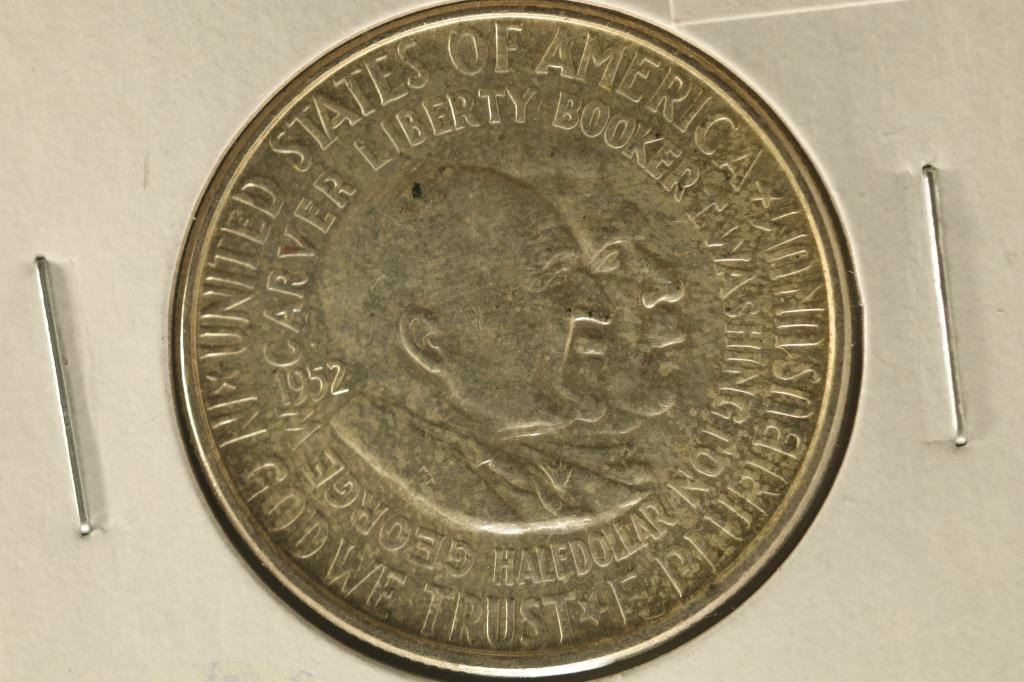 UNITED STATES OF AMERICA
E PLURIBUS UNUM
IN GOD WE TRUST
LIBERTY
BOOKER T. WASHINGTON
GEORGE W CARVER
1952
HALF DOLLAR